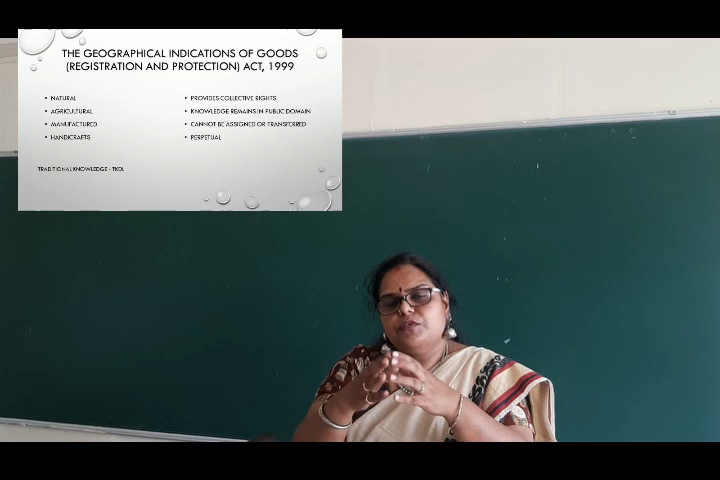 THE GEOGRAPHICAL INDICATIONS OF GOODS
(REGISTRATION AND PROTECTION) ACT, 1999
• NATURAL
• AGRICULTURAL
• MANUFACTURED
• HANDICRAFTS
• PROVIDES COLLECTIVE RIGHTS
• KNOWLEDGE REMAINS IN PUBLIC DOMAIN
• CANNOT BE ASSIGNED OR TRANSFERRED
• PERPETUAL
TRADITIONAL KNOWLEDGE - TKDL